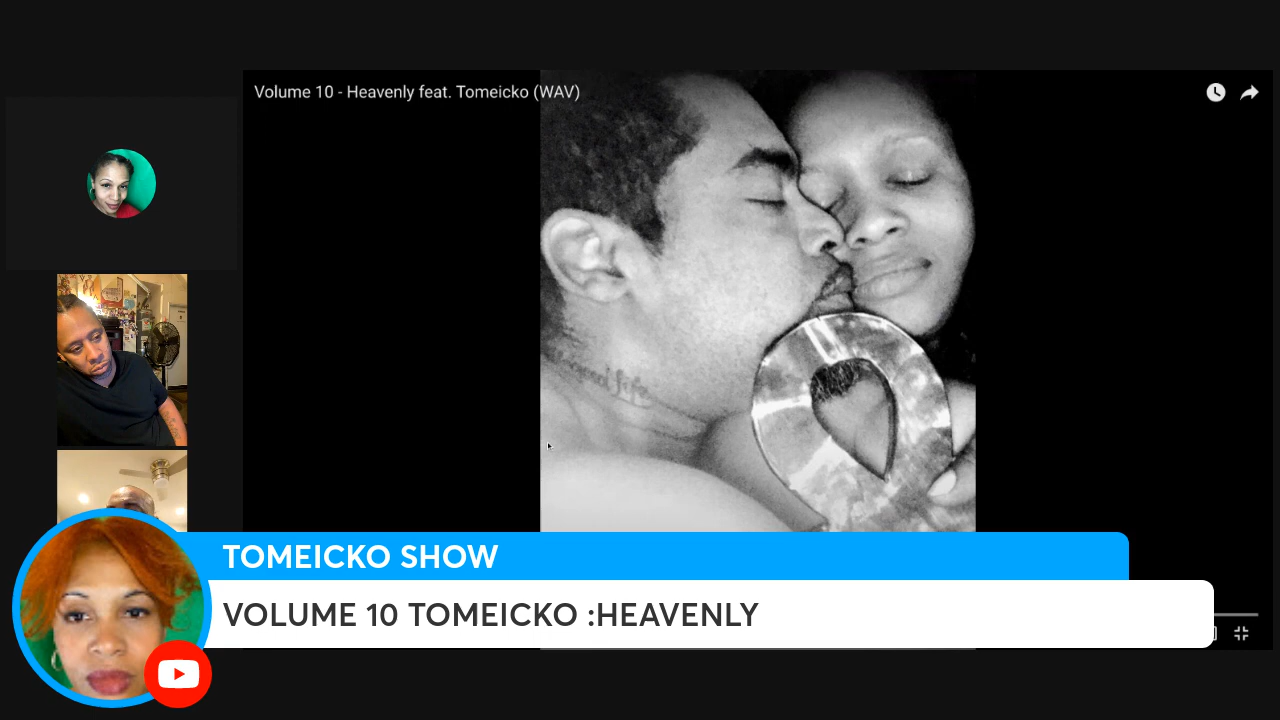 Volume 10 - Heavenly feat. Tomeicko (WAV)
TOMEICKO SHOW
VOLUME 10 TOMEICKO :HEAVENLY